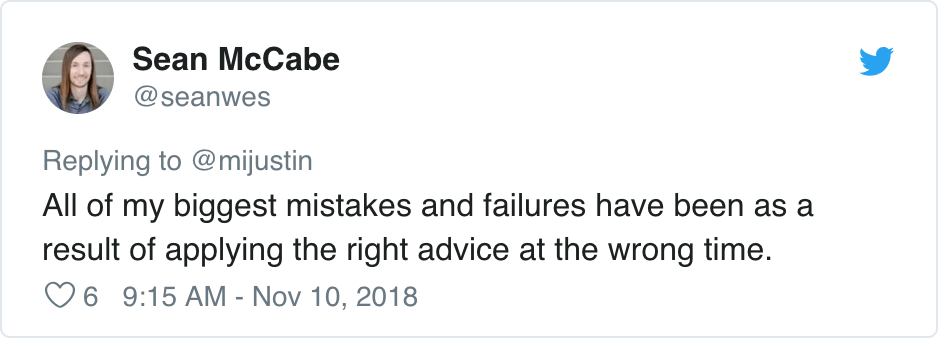 Sean McCabe
@seanwes
Replying to @mijustin
All of my biggest mistakes and failures have been as a
result of applying the right advice at the wrong time.
6 9:15 AM - Nov 10, 2018